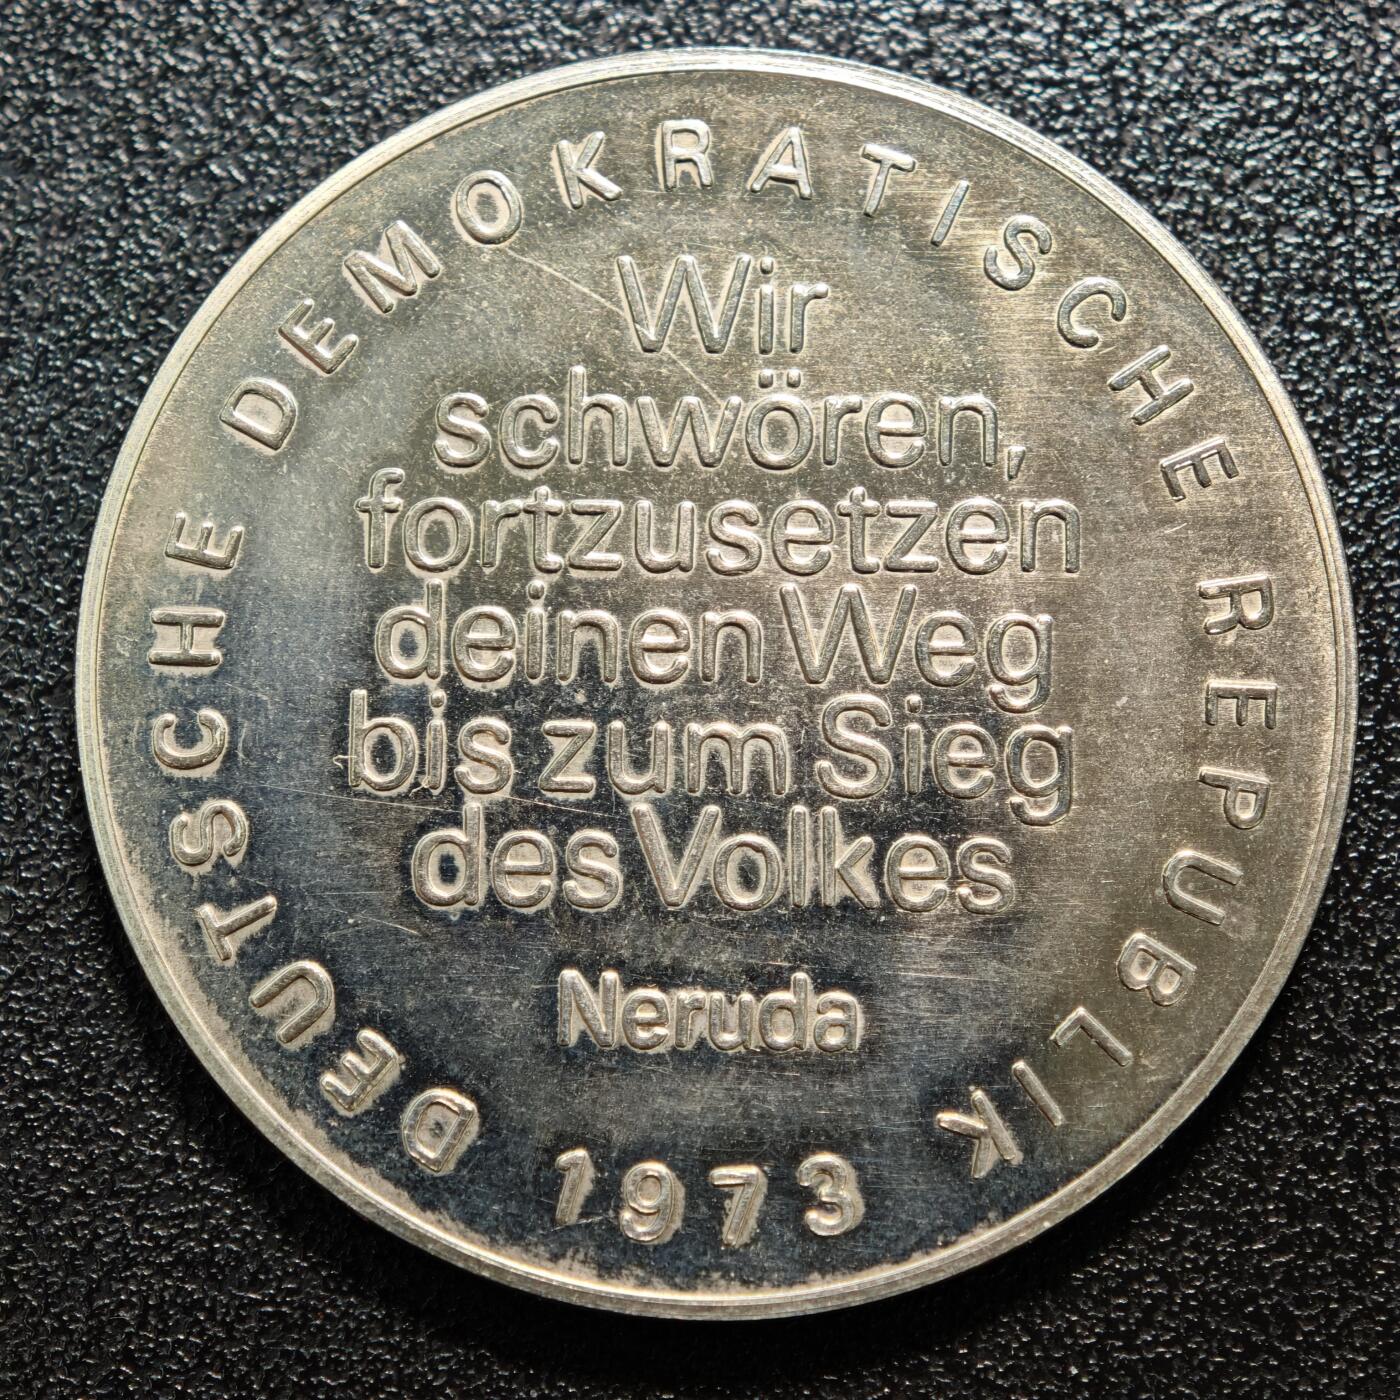 DEUTSCHE DEMOKRATISCHE REPUBLIK
Wir
schwören,
fortzusetzen
deinen Weg
bis zum Sieg
des Volkes
Neruda
1973